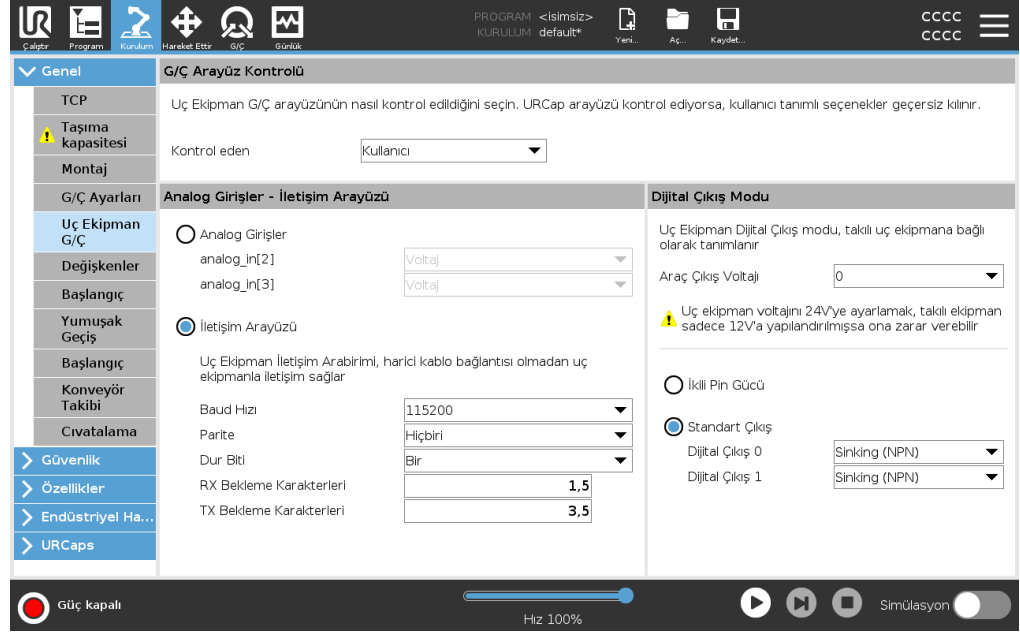 PROGRAM <isimsiz>
KURULUM default*
CCCC
CCCC
Çalıştır
Program
Kurulum
Hareket Ettir
G/Ç
Günlük
Yeni...
Aç...
Kaydet...
Genel
TCP
Taşıma
kapasitesi
Montaj
G/Ç Ayarları
Uç Ekipman
G/Ç
Değişkenler
Başlangıç
Yumuşak
Geçiş
Başlangıç
Konveyör
Takibi
Cıvatalama
Güvenlik
Özellikler
Endüstriyel Ha...
URCaps
G/Ç Arayüz Kontrolü
Uç Ekipman G/Ç arayüzünün nasıl kontrol edildiğini seçin. URCap arayüzü kontrol ediyorsa, kullanıcı tanımlı seçenekler geçersiz kılınır.
Kontrol eden Kullanıcı
Analog Girişler - İletişim Arayüzü
Analog Girişler
analog_in[2] Voltaj
analog_in[3] Voltaj
İletişim Arayüzü
Uç Ekipman İletişim Arabirimi, harici kablo bağlantısı olmadan uç
ekipmanla iletişim sağlar
Baud Hızı 115200
Parite Hiçbiri
Dur Biti Bir
RX Bekleme Karakterleri 1,5
TX Bekleme Karakterleri 3,5
Dijital Çıkış Modu
Uç Ekipman Dijital Çıkış modu, takılı uç ekipmana bağlı
olarak tanımlanır
Araç Çıkış Voltajı 0
Uç ekipman voltajını 24V'ye ayarlamak, takılı ekipman
sadece 12V'a yapılandırılmışsa ona zarar verebilir
İkili Pin Gücü
Standart Çıkış
Dijital Çıkış 0 Sinking (NPN)
Dijital Çıkış 1 Sinking (NPN)
Güç kapalı
Hız 100%
Simülasyon